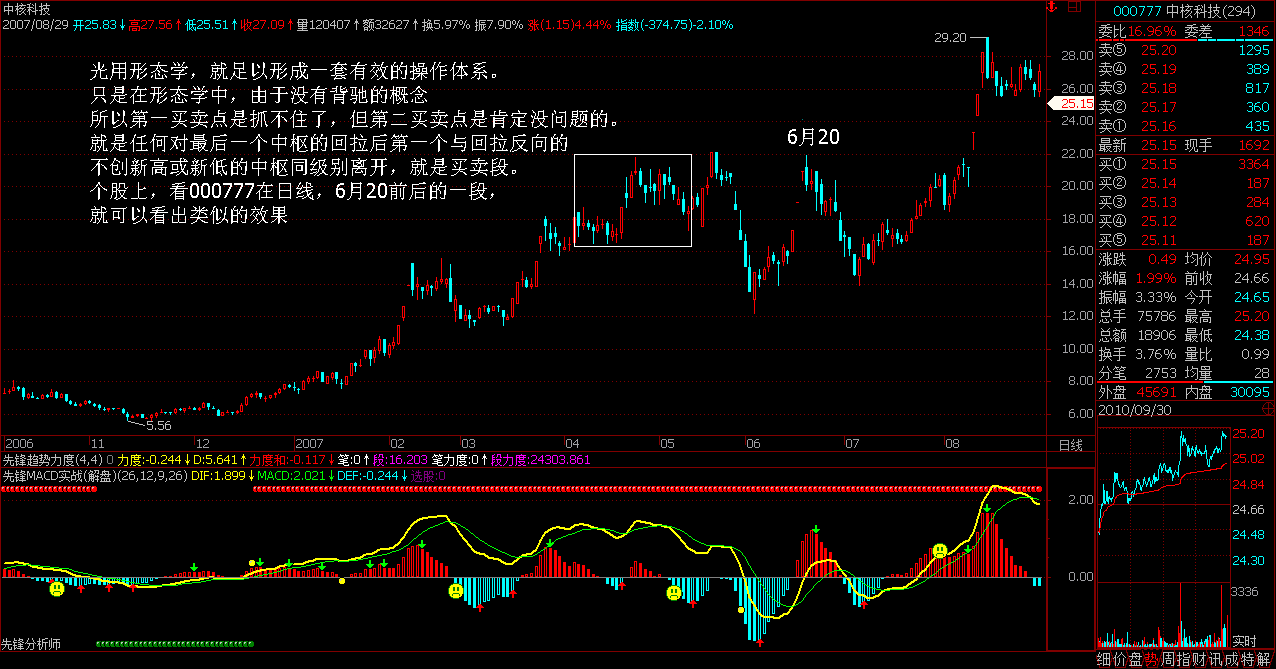 中核科技
2007/08/29 开25.83↓高27.56↑低25.51↓收27.09↑量120407↑额32627↑换5.97% 振7.90% 涨(1.15)4.44% 指数(-374.75)-2.10%
光用形态学，就足以形成一套有效的操作体系。
只是在形态学中，由于没有背驰的概念
所以第一买卖点是抓不住了，但第二买卖点是肯定没问题的。
就是任何对最后一个中枢的回拉后第一个与回拉反向的
不创新高或新低的中枢同级别离开，就是买卖段。
个股上，看000777在日线，6月20前后的一段，
就可以看出类似的效果
6月20
29.20
5.56
28.00
26.00
25.15
24.00
22.00
20.00
18.00
16.00
14.00
12.00
10.00
8.00
6.00
2006 11 12 2007 02 03 04 05 06 07 08 日线
先锋趋势力度(4,4) 0 力度:-0.244↓D:5.641↑力度和:-0.117↓笔:0↑段:16.203 笔力度:0↑段力度:24303.861
先锋MACD实战(解盘)(26,12,9,26) DIF:1.899↓MACD:2.021↓DEF:-0.244↓选股:0
2.00
0.00
先锋分析师
000777 中核科技(294)
委比 16.96% 委差 1346
卖⑤ 25.20 1295
卖④ 25.19 389
卖③ 25.18 817
卖② 25.17 360
卖① 25.16 435
最新 25.15 现手 1692
买① 25.15 3364
买② 25.14 187
买③ 25.13 284
买④ 25.12 620
买⑤ 25.11 187
涨跌 0.49 均价 24.95
涨幅 1.99% 前收 24.66
振幅 3.33% 今开 24.65
总手 75786 最高 25.20
总额 18906 最低 24.38
换手 3.76% 量比 0.99
分笔 2753 均量 28
外盘 45691 内盘 30095
2010/09/30
25.20
25.02
24.84
24.66
24.48
24.30
3336
实时
细价盘势周指财讯成特解